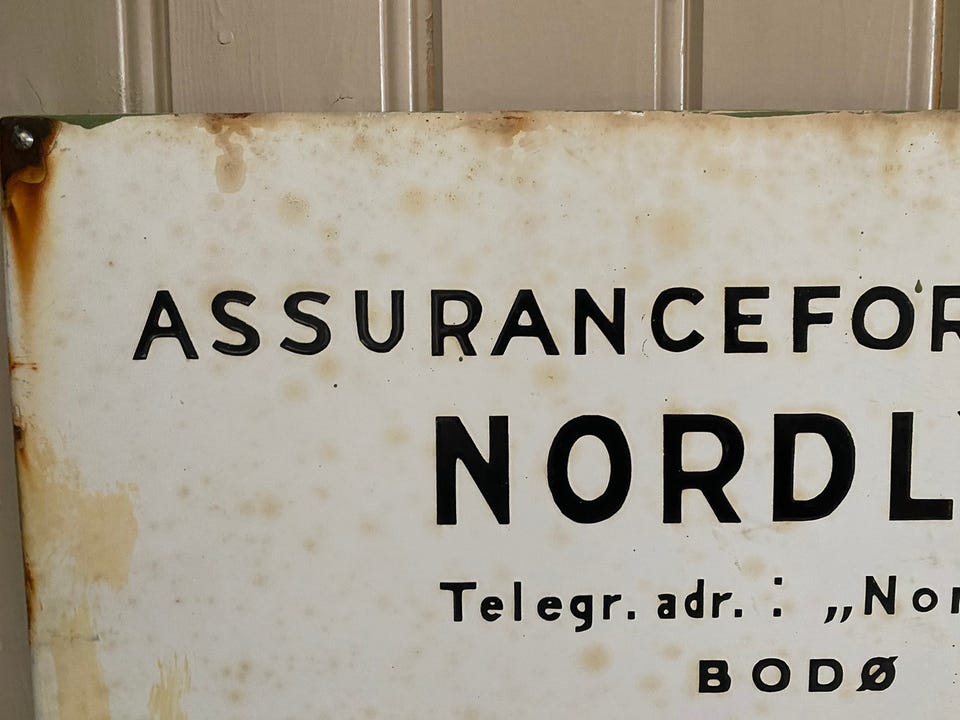 ASSURANCEFOR
NORDL
Telegr. adr. : „Nor
BODØ